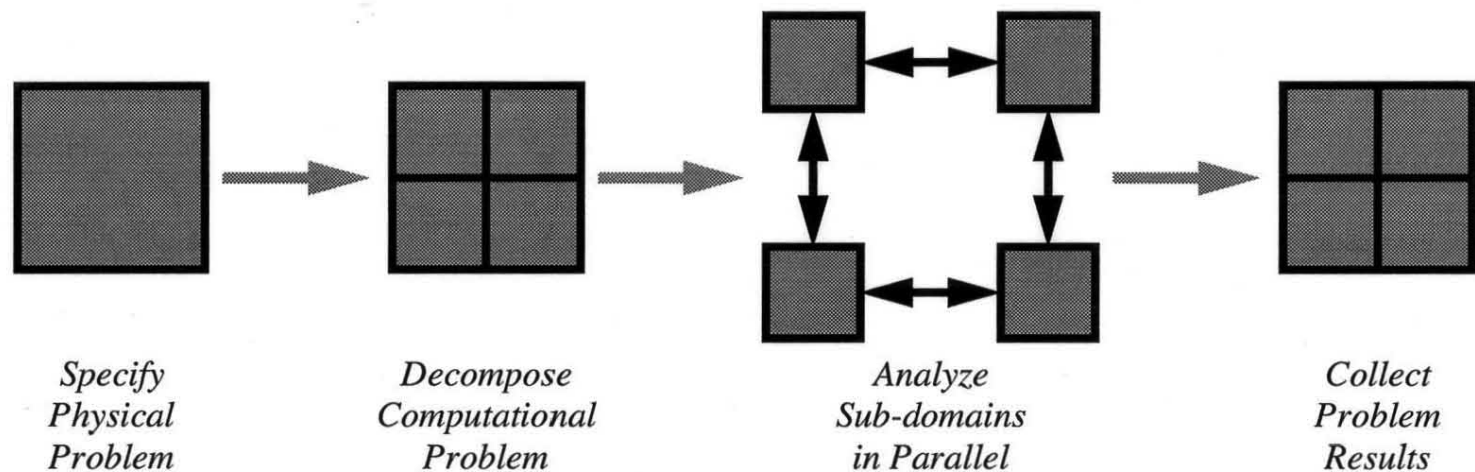 Specify
Physical
Problem
Decompose
Computational
Problem
Analyze
Sub-domains
in Parallel
Collect
Problem
Results